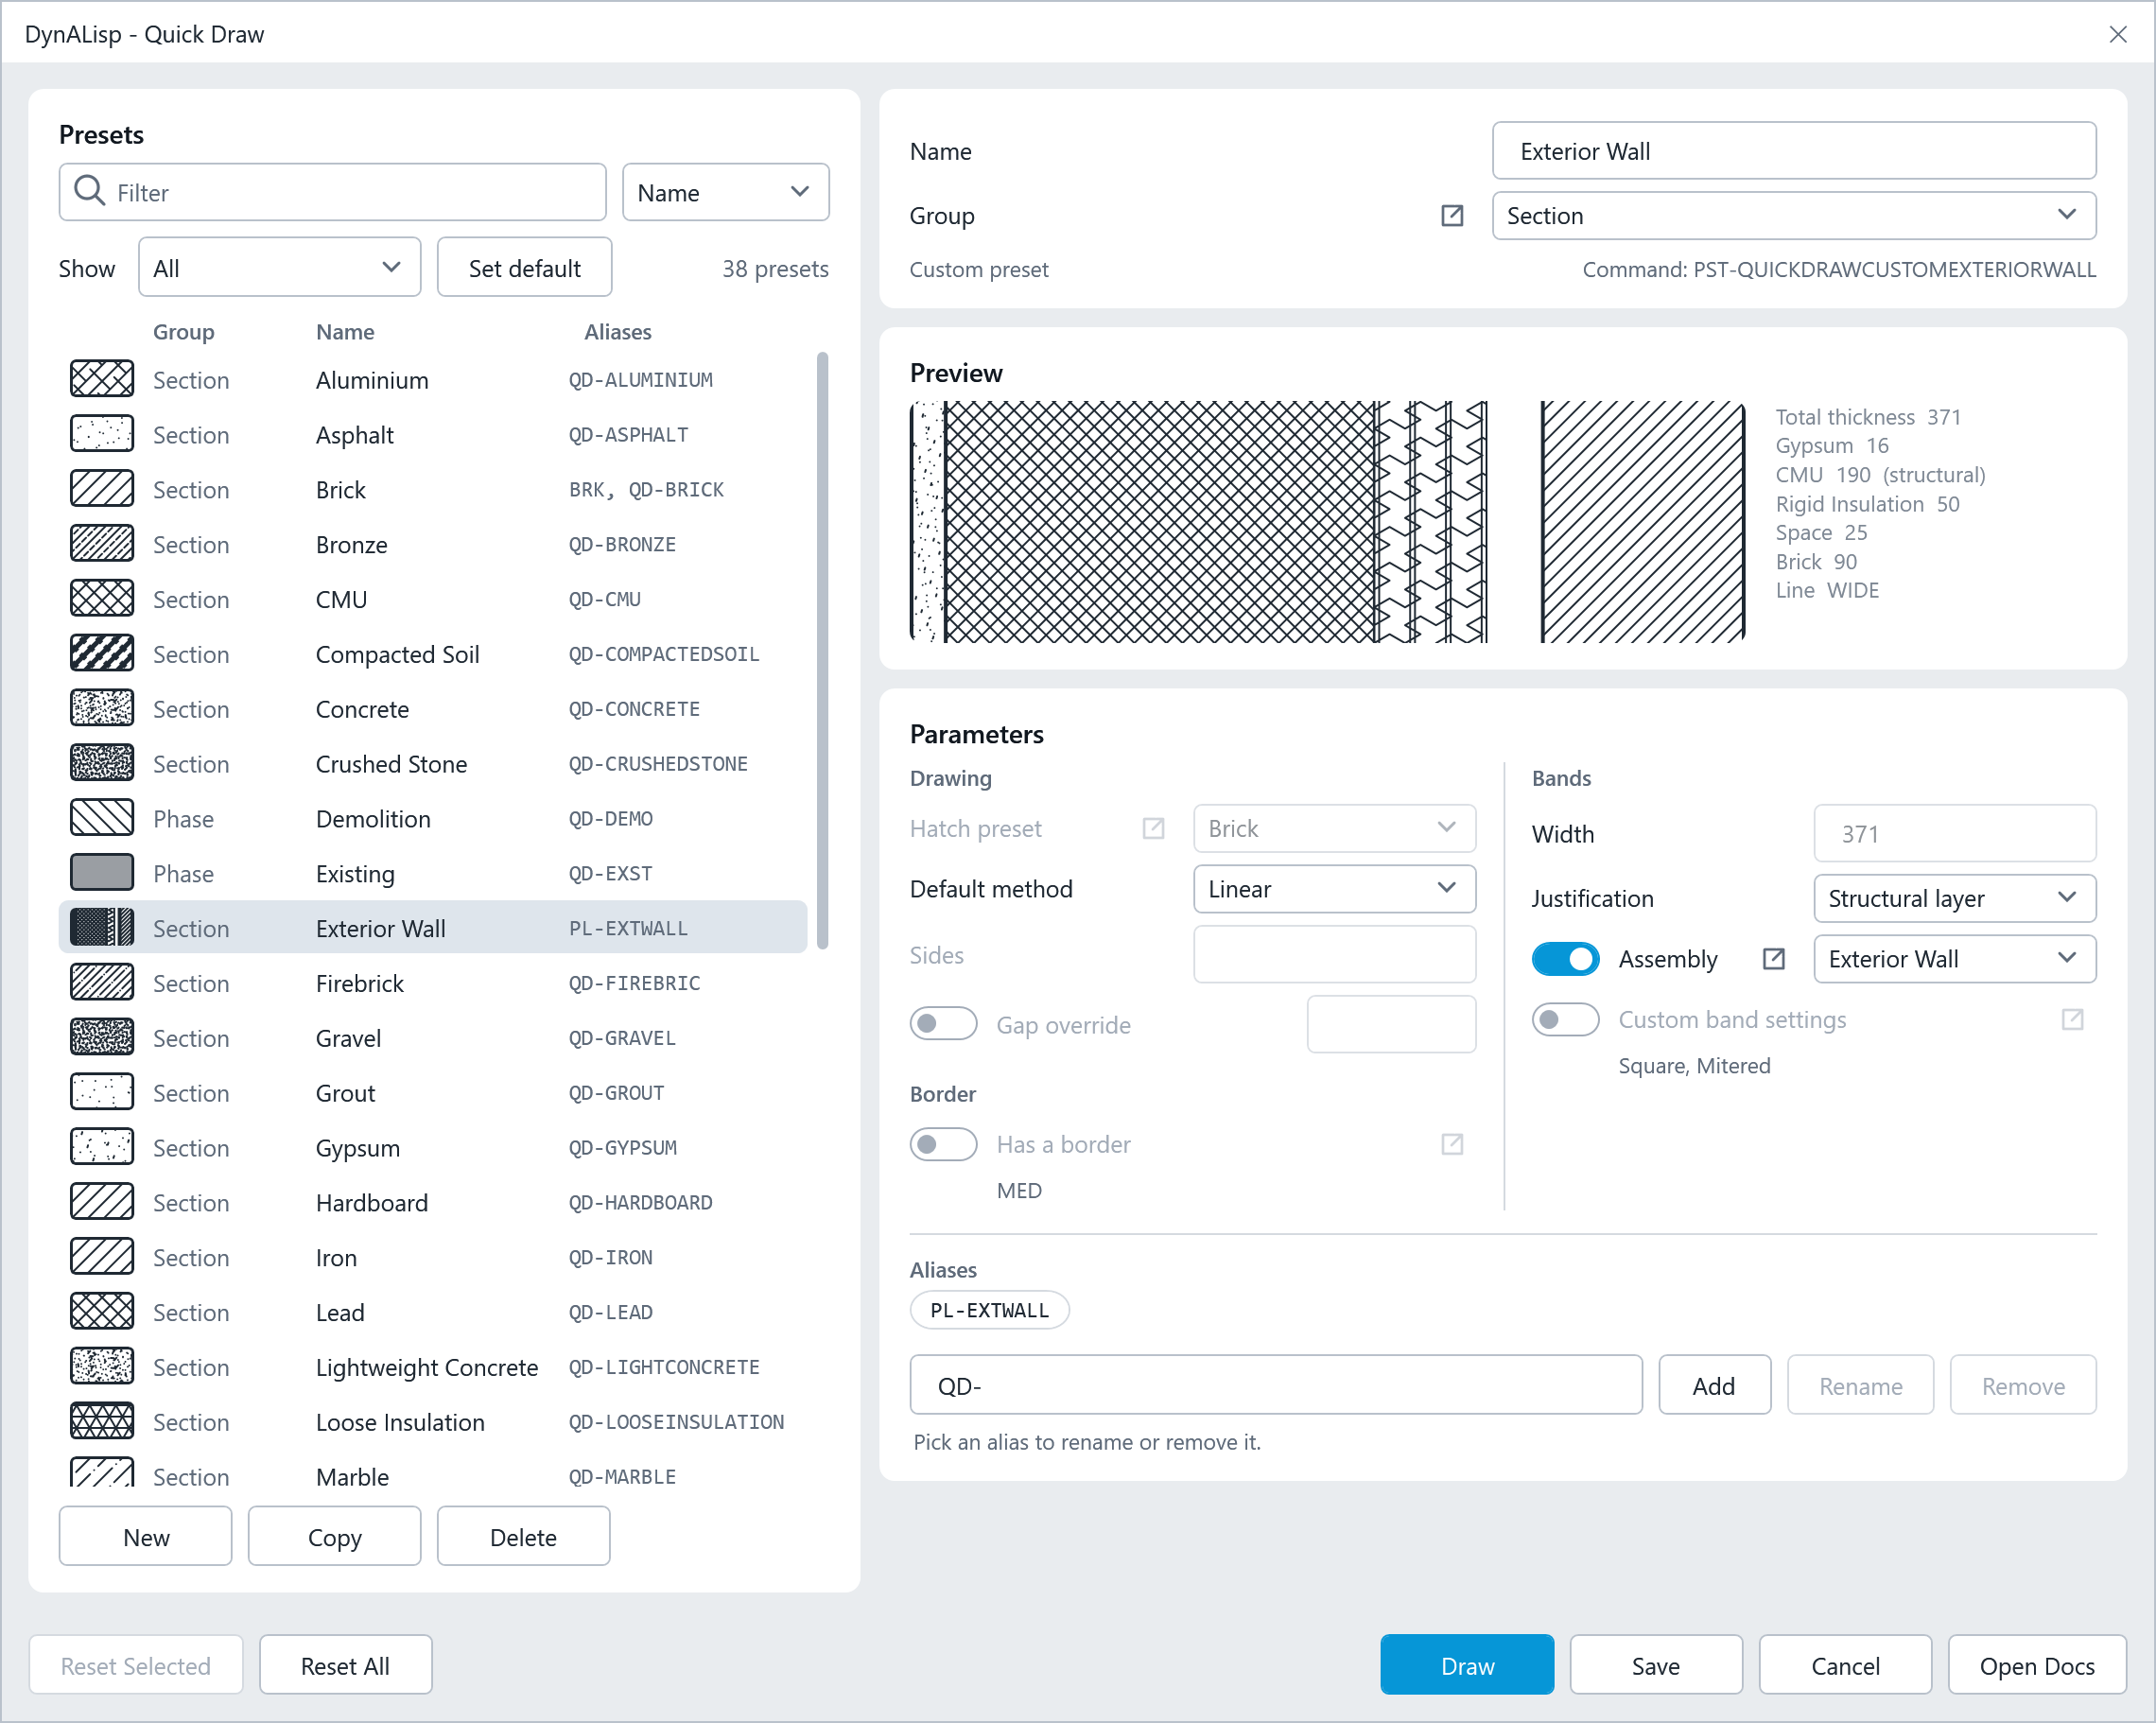 DynALisp - Quick Draw
Presets
Filter
Name
Show
All
Set default
38 presets
Group Name Aliases
Section Aluminium QD-ALUMINIUM
Section Asphalt QD-ASPHALT
Section Brick BRK, QD-BRICK
Section Bronze QD-BRONZE
Section CMU QD-CMU
Section Compacted Soil QD-COMPACTEDSOIL
Section Concrete QD-CONCRETE
Section Crushed Stone QD-CRUSHEDSTONE
Phase Demolition QD-DEMO
Phase Existing QD-EXST
Section Exterior Wall PL-EXTWALL
Section Firebrick QD-FIREBRIC
Section Gravel QD-GRAVEL
Section Grout QD-GROUT
Section Gypsum QD-GYPSUM
Section Hardboard QD-HARDBOARD
Section Iron QD-IRON
Section Lead QD-LEAD
Section Lightweight Concrete QD-LIGHTCONCRETE
Section Loose Insulation QD-LOOSEINSULATION
Section Marble QD-MARBLE
New
Copy
Delete
Name
Exterior Wall
Group
Section
Custom preset
Command: PST-QUICKDRAWCUSTOMEXTERIORWALL
Preview
Total thickness 371
Gypsum 16
CMU 190 (structural)
Rigid Insulation 50
Space 25
Brick 90
Line WIDE
Parameters
Drawing
Hatch preset
Brick
Default method
Linear
Sides
Gap override
Border
Has a border
MED
Bands
Width
371
Justification
Structural layer
Assembly
Exterior Wall
Custom band settings
Square, Mitered
Aliases
PL-EXTWALL
QD-
Add
Rename
Remove
Pick an alias to rename or remove it.
Reset Selected
Reset All
Draw
Save
Cancel
Open Docs